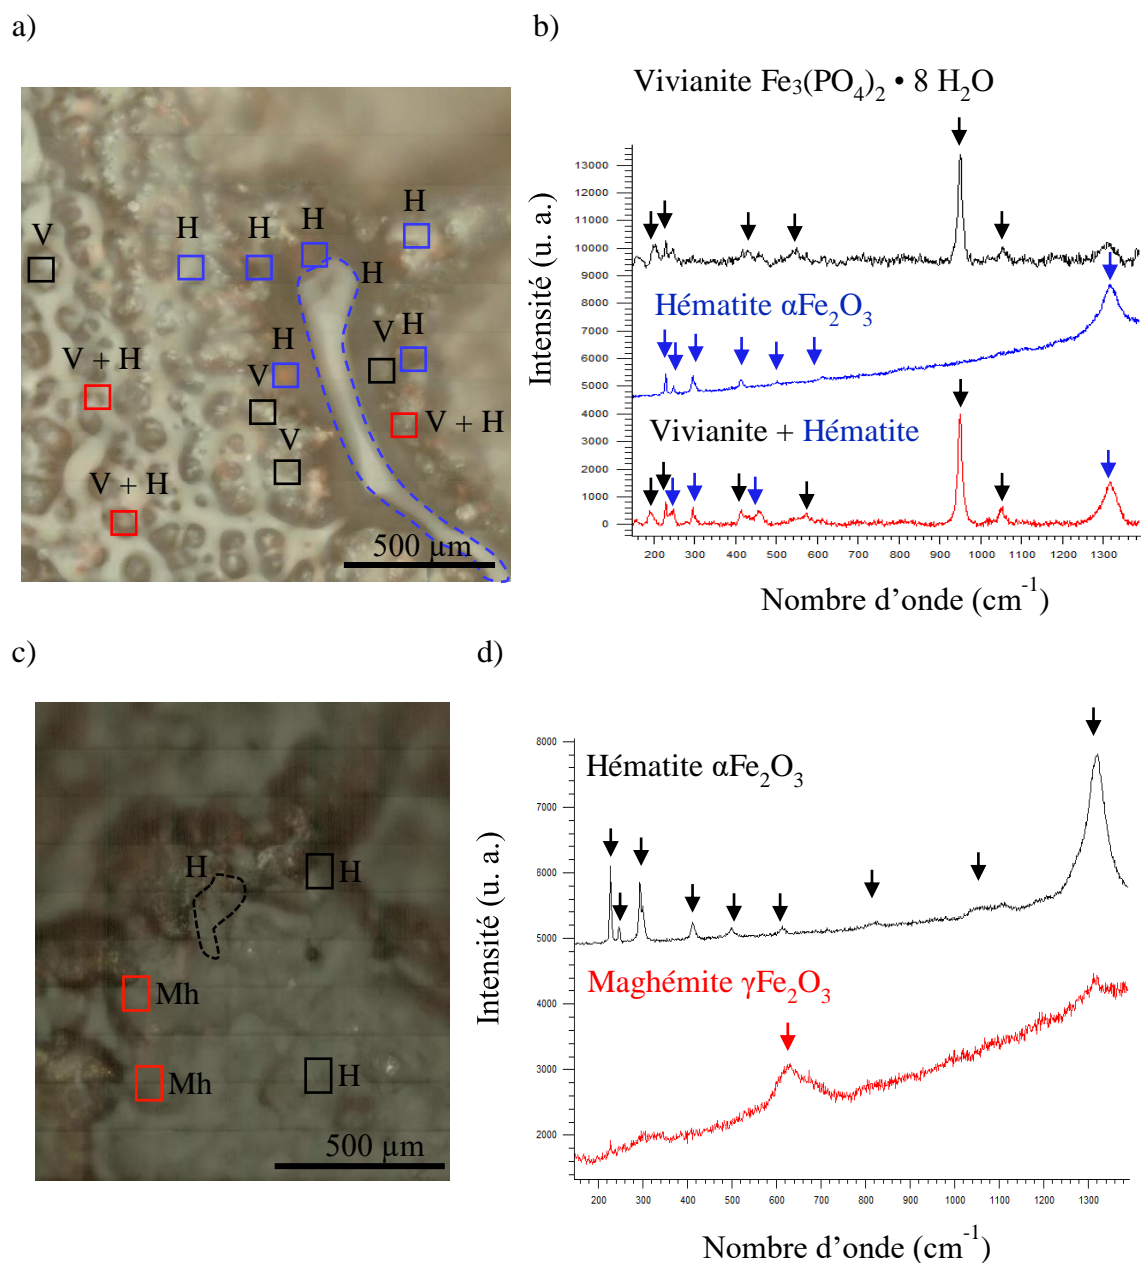 a)
b)
Vivianite Fe₃(PO₄)₂ • 8 H₂O
V
H
H
H
H
H
V
H
H
V
V
V + H
V + H
V + H
500 µm
Intensité (u. a.)
13000
12000
11000
10000
9000
8000
7000
6000
5000
4000
3000
2000
1000
0
Hématite αFe₂O₃
Vivianite + Hématite
200 300 400 500 600 700 800 900 1000 1100 1200 1300
Nombre d’onde (cm⁻¹)
c)
d)
H
H
Mh
Mh
H
500 µm
Intensité (u. a.)
8000
7000
6000
5000
4000
3000
2000
Hématite αFe₂O₃
Maghémite γFe₂O₃
200 300 400 500 600 700 800 900 1000 1100 1200 1300
Nombre d’onde (cm⁻¹)